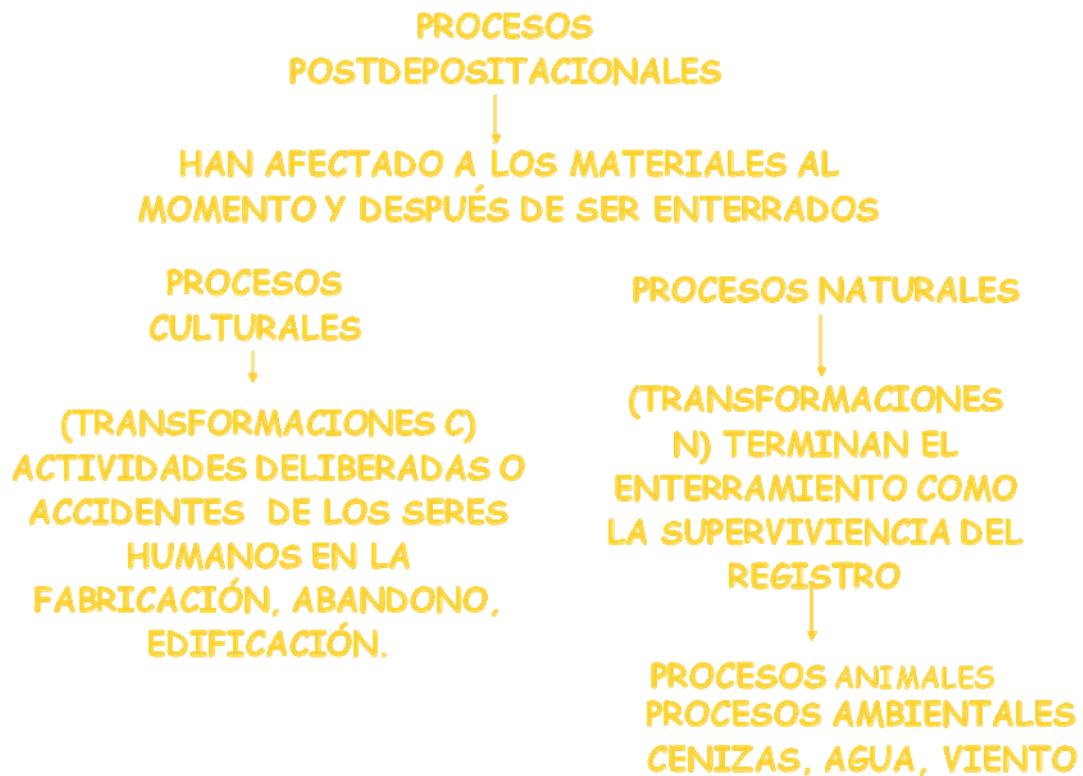 PROCESOS
POSTDEPOSITACIONALES
HAN AFECTADO A LOS MATERIALES AL
MOMENTO Y DESPUÉS DE SER ENTERRADOS
PROCESOS
CULTURALES
(TRANSFORMACIONES C)
ACTIVIDADES DELIBERADAS O
ACCIDENTES DE LOS SERES
HUMANOS EN LA
FABRICACIÓN, ABANDONO,
EDIFICACIÓN.
PROCESOS NATURALES
(TRANSFORMACIONES
N) TERMINAN EL
ENTERRAMIENTO COMO
LA SUPERVIVIENCIA DEL
REGISTRO
PROCESOS ANIMALES
PROCESOS AMBIENTALES
CENIZAS, AGUA, VIENTO